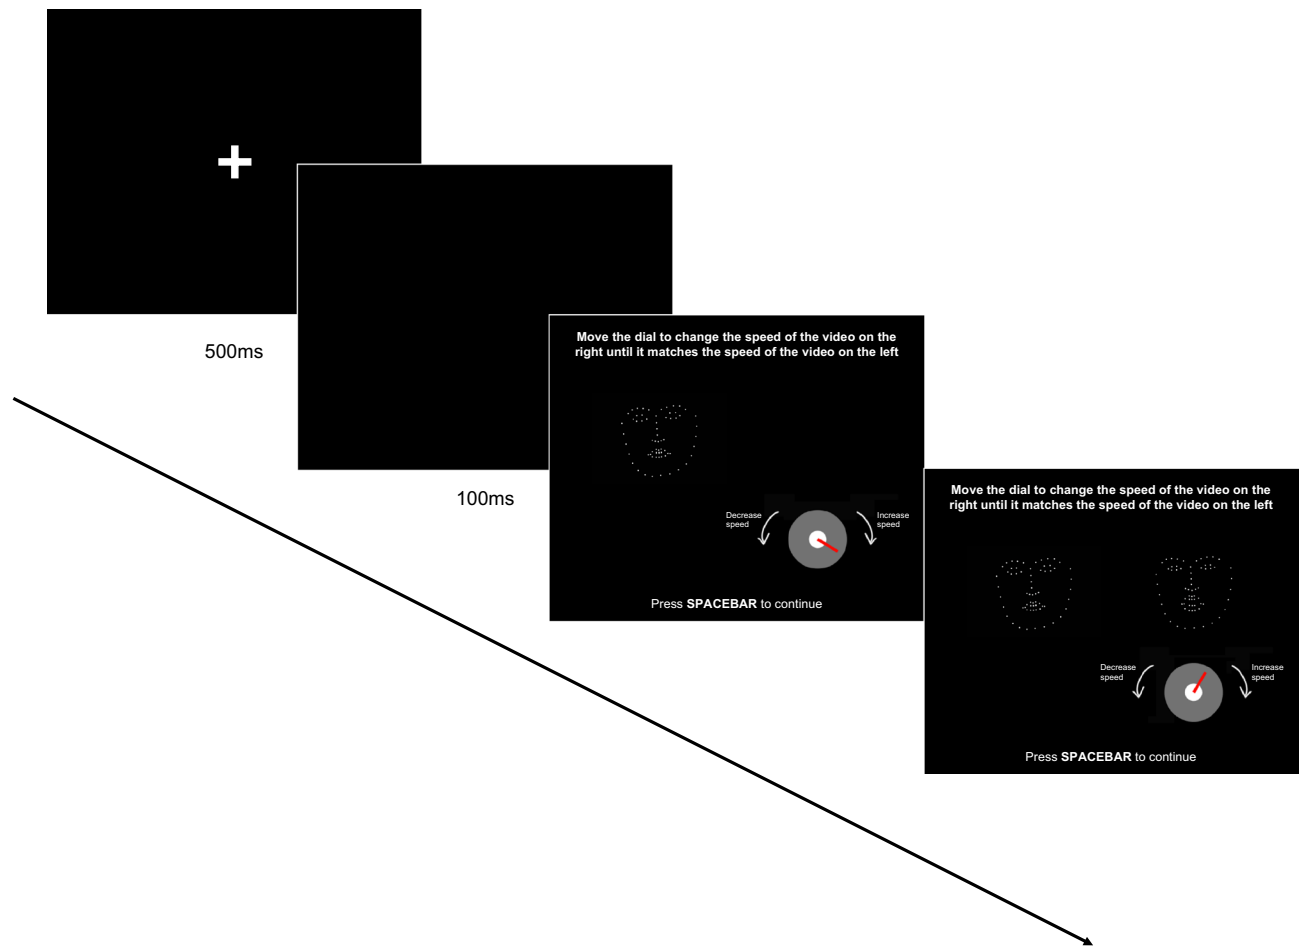 500ms
100ms
Move the dial to change the speed of the video on the
right until it matches the speed of the video on the left
Decrease
speed
Increase
speed
Press SPACEBAR to continue
Move the dial to change the speed of the video on the
right until it matches the speed of the video on the left
Decrease
speed
Increase
speed
Press SPACEBAR to continue